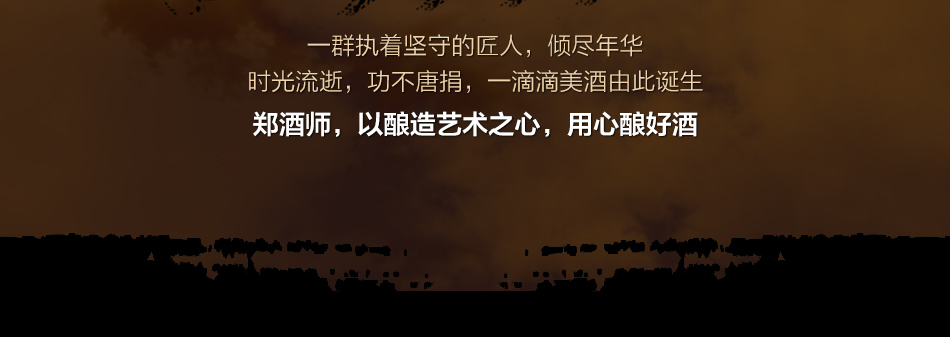 一群执着坚守的匠人，倾尽年华
时光流逝，功不唐捐，一滴滴美酒由此诞生
郑酒师，以酿造艺术之心，用心酿好酒